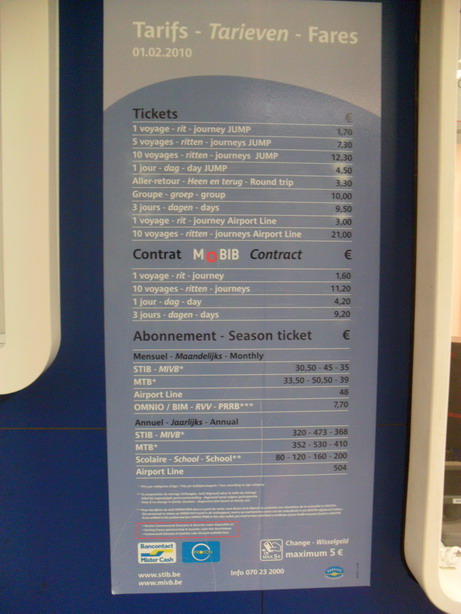 Tarifs - Tarieven - Fares
01.02.2010
Tickets €
1 voyage - rit - journey JUMP 1,70
5 voyages - ritten - journeys JUMP 7,30
10 voyages - ritten - journeys JUMP 12,30
1 jour - dag - day JUMP 4,50
Aller-retour - Heen en terug - Round trip 3,30
Groupe - groep - group 10,00
3 jours - dagen - days 9,50
1 voyage - rit - journey Airport Line 3,00
10 voyages - ritten - journeys Airport Line 21,00
Contrat MOBIB Contract €
1 voyage - rit - journey 1,60
10 voyages - ritten - journeys 11,20
1 jour - dag - day 4,20
3 jours - dagen - days 9,20
Abonnement - Season ticket €
Mensuel - Maandelijks - Monthly
STIB - MIVB* 30,50 - 45 - 35
MTB* 33,50 - 50,50 - 39
Airport Line 48
OMNIO / BIM - RVV - PRRB*** 7,70
Annuel - Jaarlijks - Annual
STIB - MIVB* 320 - 473 - 368
MTB* 352 - 530 - 410
Scolaire - School - School** 80 - 120 - 160 - 200
Airport Line 504
Bancontact
Mister Cash
PROTON
MAX 5 €
Change - Wisselgeld
maximum 5 €
www.stib.be
www.mivb.be
Info 070 23 2000